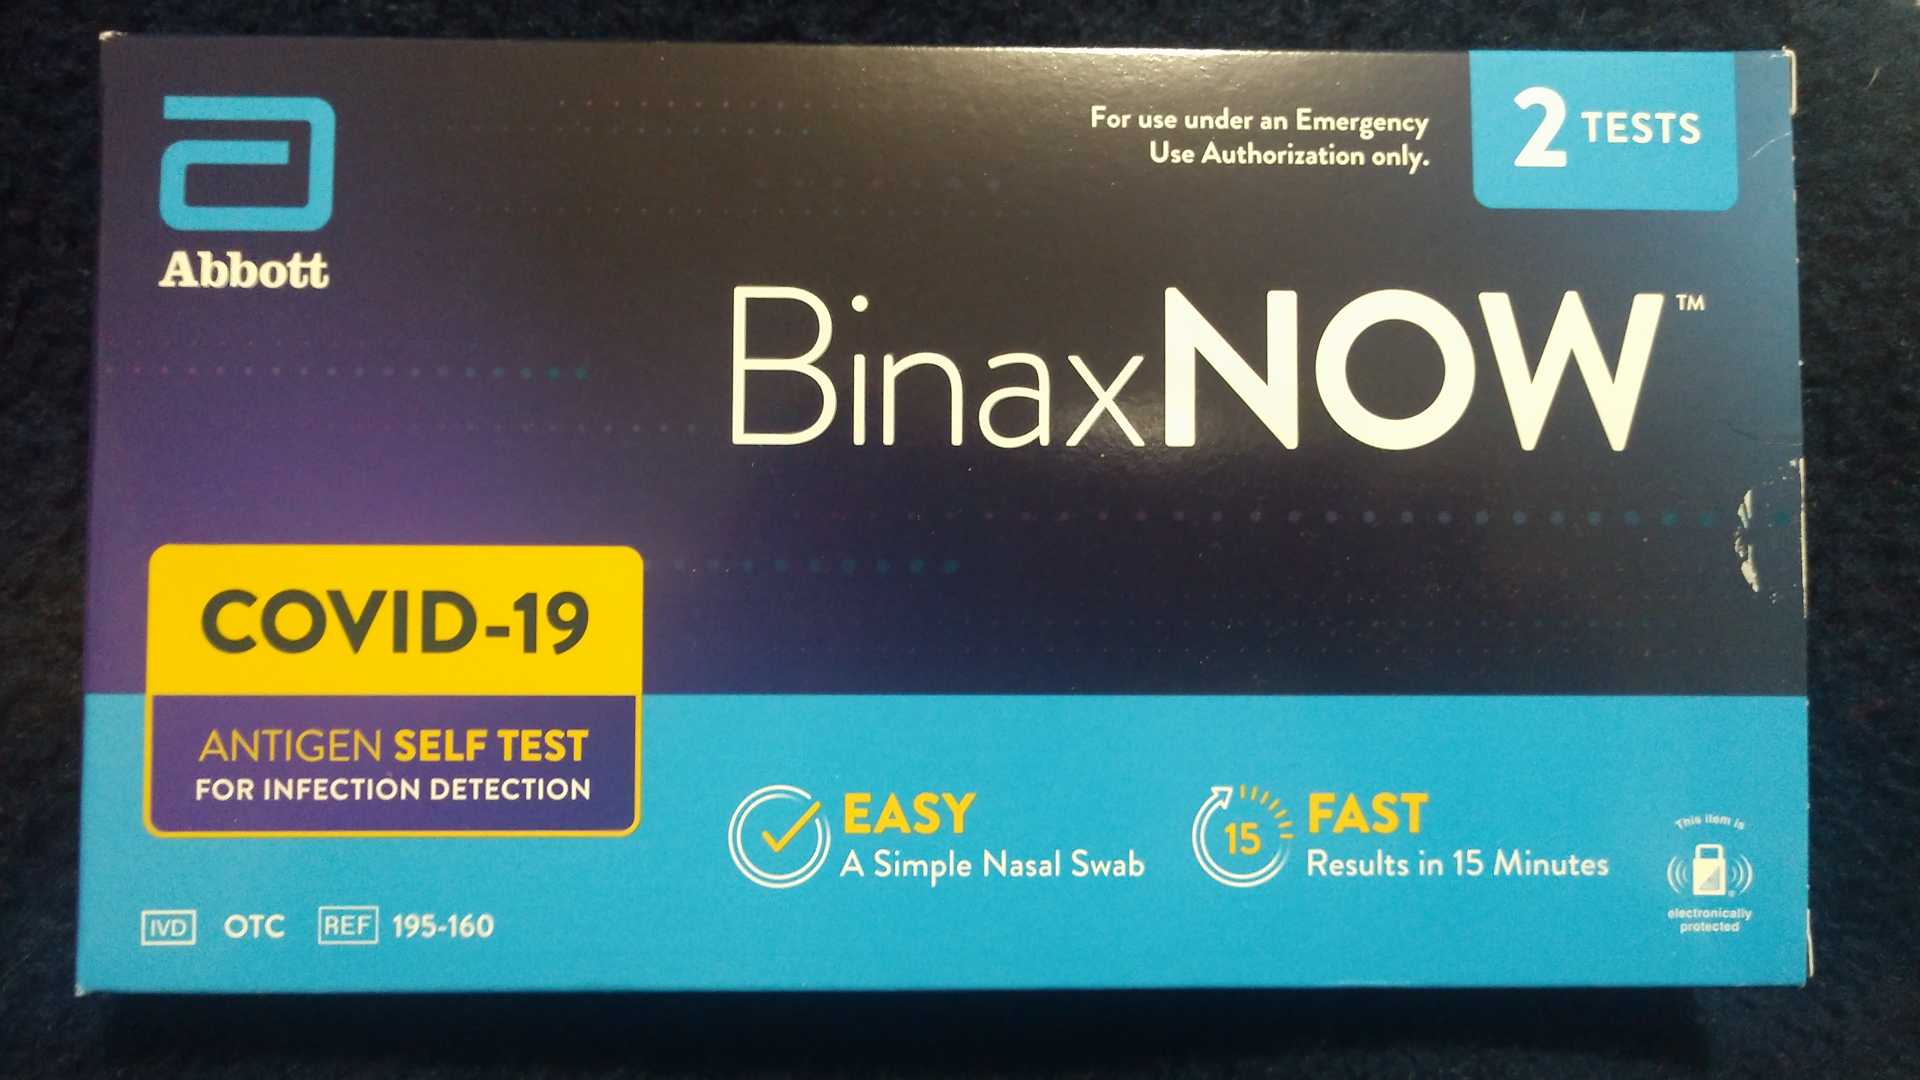 Abbott
For use under an Emergency
Use Authorization only.
2 TESTS
BinaxNOW™
COVID-19
ANTIGEN SELF TEST
FOR INFECTION DETECTION
EASY
A Simple Nasal Swab
15
FAST
Results in 15 Minutes
This item is
electronically
protected
IVD OTC REF 195-160